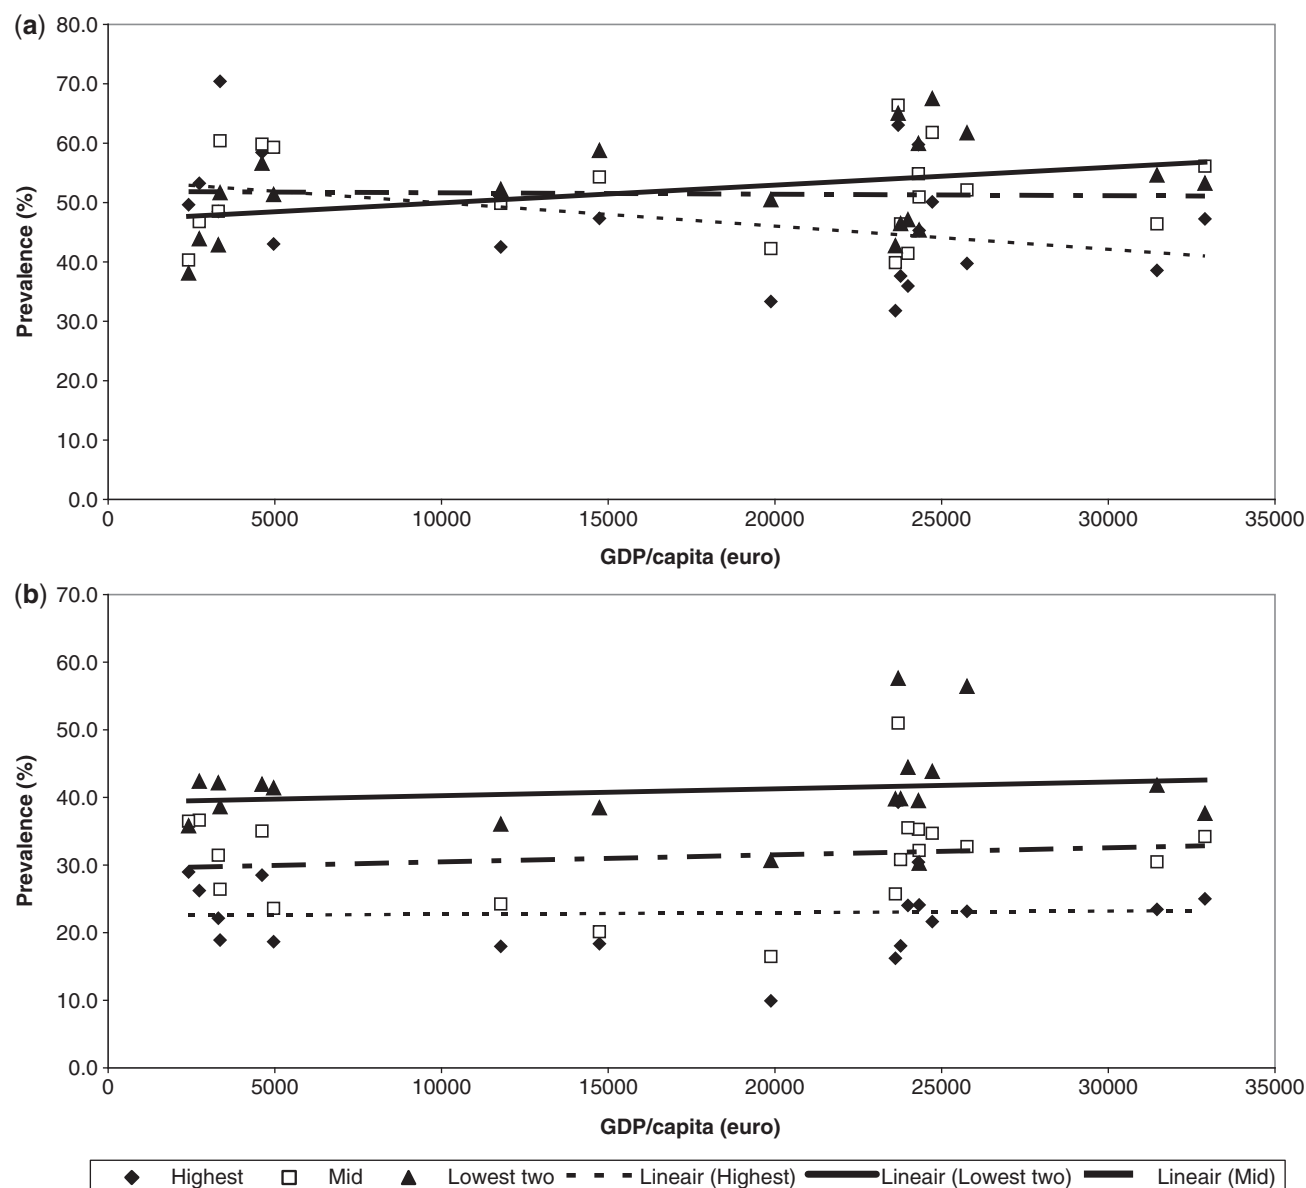 (a)
80.0
70.0
60.0
50.0
40.0
30.0
20.0
10.0
0.0
Prevalence (%)
0 5000 10000 15000 20000 25000 30000 35000
GDP/capita (euro)
(b)
70.0
60.0
50.0
40.0
30.0
20.0
10.0
0.0
Prevalence (%)
0 5000 10000 15000 20000 25000 30000 35000
GDP/capita (euro)
Highest Mid Lowest two Lineair (Highest) Lineair (Lowest two) Lineair (Mid)